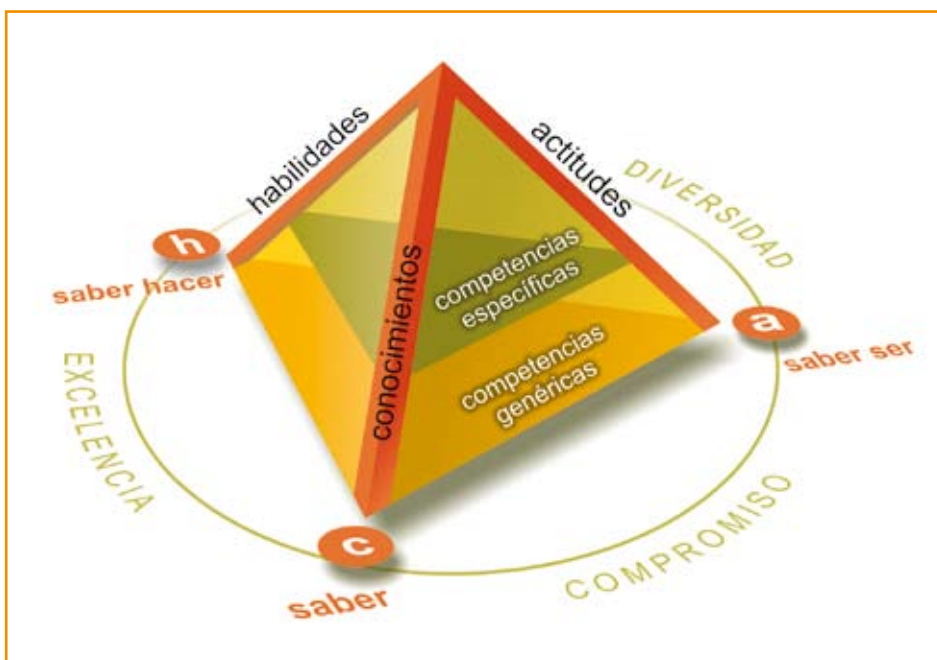 habilidades
actitudes
DIVERSIDAD
h
saber hacer
conocimientos
competencias
específicas
a
saber ser
competencias
genéricas
EXCELENCIA
COMPROMISO
c
saber